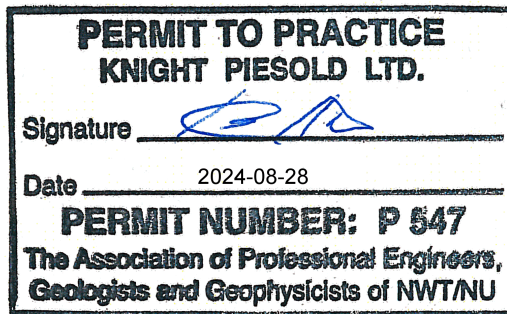 PERMIT TO PRACTICE
KNIGHT PIESOLD LTD.
Signature
Date 2024-08-28
PERMIT NUMBER: P 547
The Association of Professional Engineers,
Geologists and Geophysicists of NWT/NU